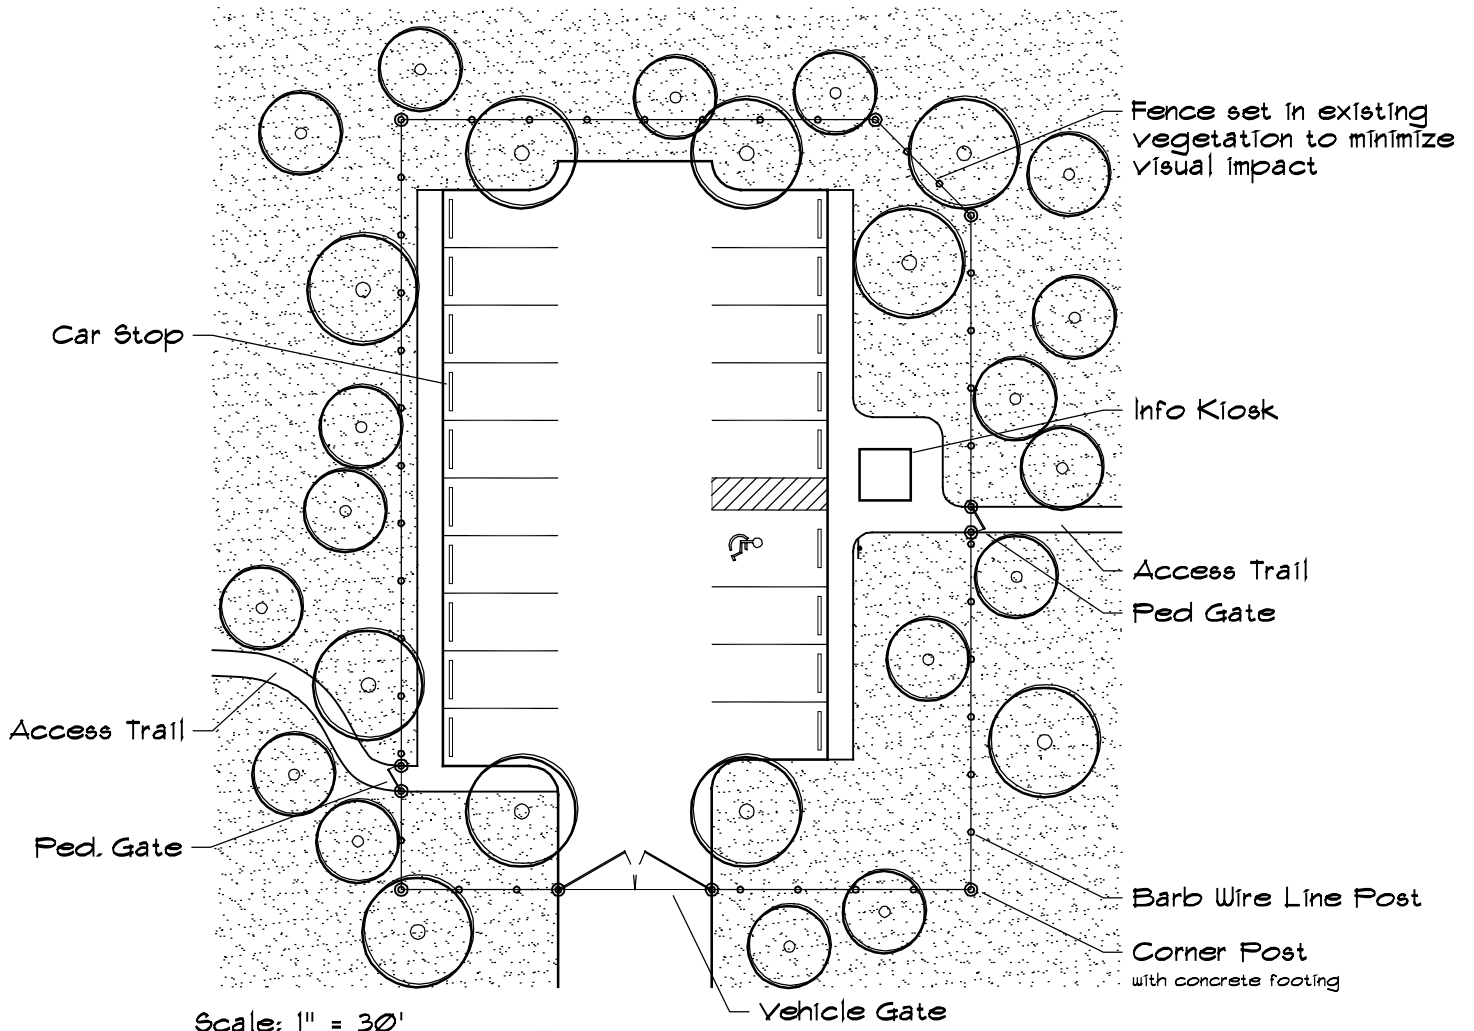 Fence set in existing
vegetation to minimize
visual impact
Car Stop
Info Kiosk
Access Trail
Ped Gate
Access Trail
Ped. Gate
Barb Wire Line Post
Corner Post
with concrete footing
Vehicle Gate
Scale: 1" = 30'